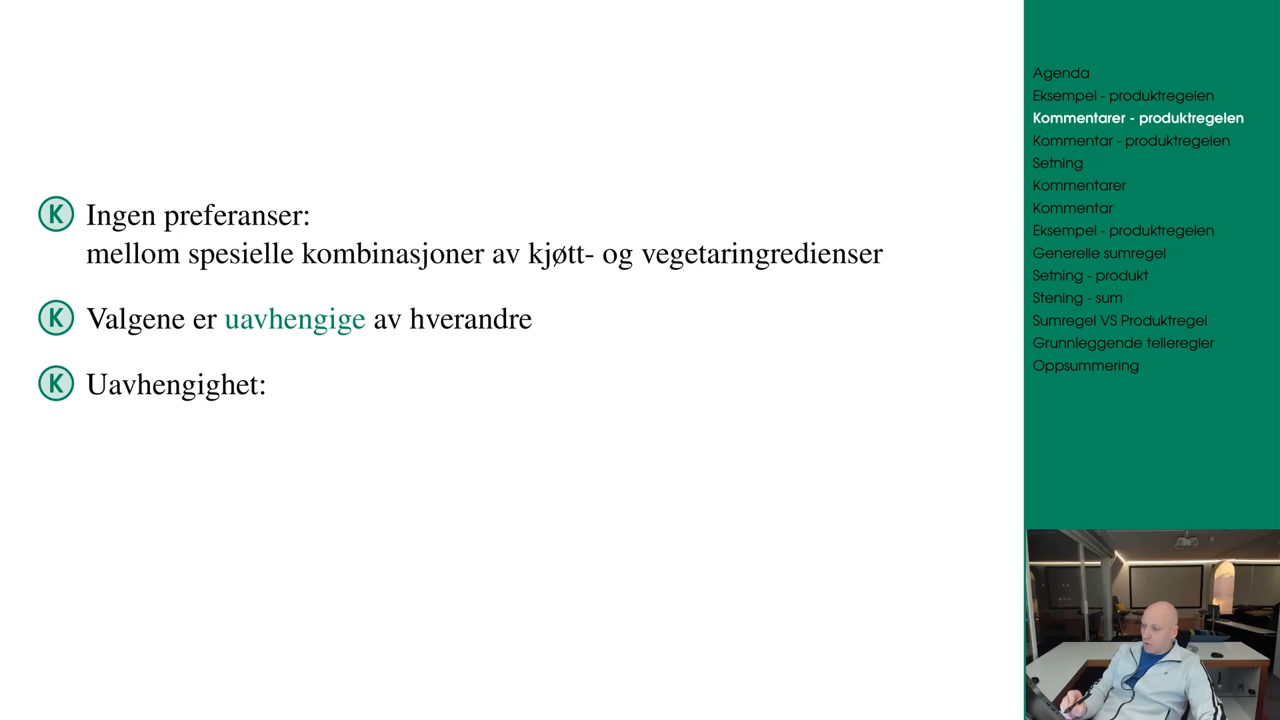 K Ingen preferanser:
mellom spesielle kombinasjoner av kjøtt- og vegetaringredienser
K Valgene er uavhengige av hverandre
K Uavhengighet:
Agenda
Eksempel - produktregelen
Kommentarer - produktregelen
Kommentar - produktregelen
Setning
Kommentarer
Kommentar
Eksempel - produktregelen
Generelle sumregel
Setning - produkt
Stening - sum
Sumregel VS Produktregel
Grunnleggende telleregler
Oppsummering